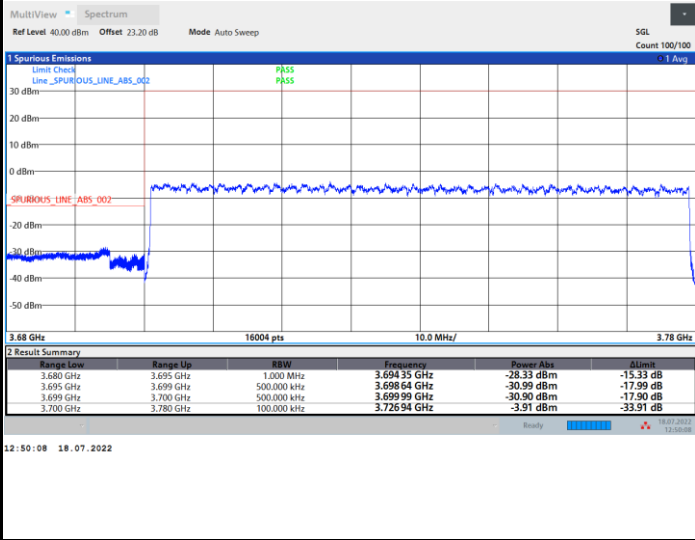 MultiView Spectrum
Ref Level 40.00 dBm Offset 23.20 dB Mode Auto Sweep SGL
Count 100/100
1 Spurious Emissions 1 Avg
Limit Check PASS
Line _SPURIOUS_LINE_ABS_002 PASS
30 dBm
20 dBm
10 dBm
0 dBm
_SPURIOUS_LINE_ABS_002
-20 dBm
-30 dBm
-40 dBm
-50 dBm
3.68 GHz 16004 pts 10.0 MHz/ 3.78 GHz
2 Result Summary
Range Low Range Up RBW Frequency Power Abs ΔLimit
3.680 GHz 3.695 GHz 1.000 MHz 3.694 35 GHz -28.33 dBm -15.33 dB
3.695 GHz 3.699 GHz 500.000 kHz 3.698 64 GHz -30.99 dBm -17.99 dB
3.699 GHz 3.700 GHz 500.000 kHz 3.699 99 GHz -30.90 dBm -17.90 dB
3.700 GHz 3.780 GHz 100.000 kHz 3.726 94 GHz -3.91 dBm -33.91 dB
Ready 18.07.2022
12:50:08
12:50:08 18.07.2022